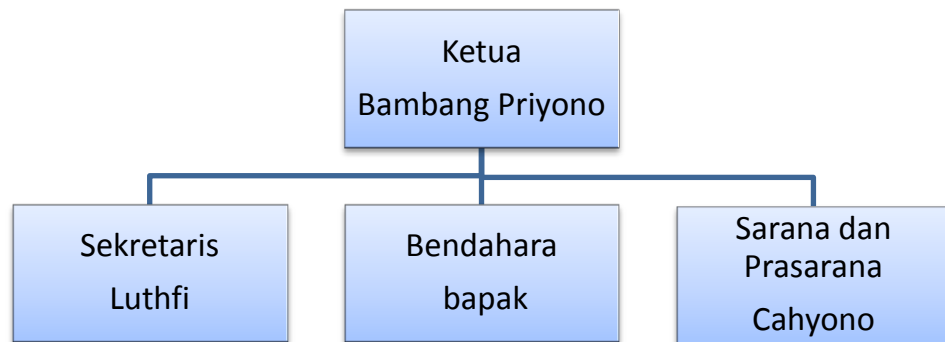 Ketua
Bambang Priyono
Sekretaris
Luthfi
Bendahara
bapak
Sarana dan
Prasarana
Cahyono